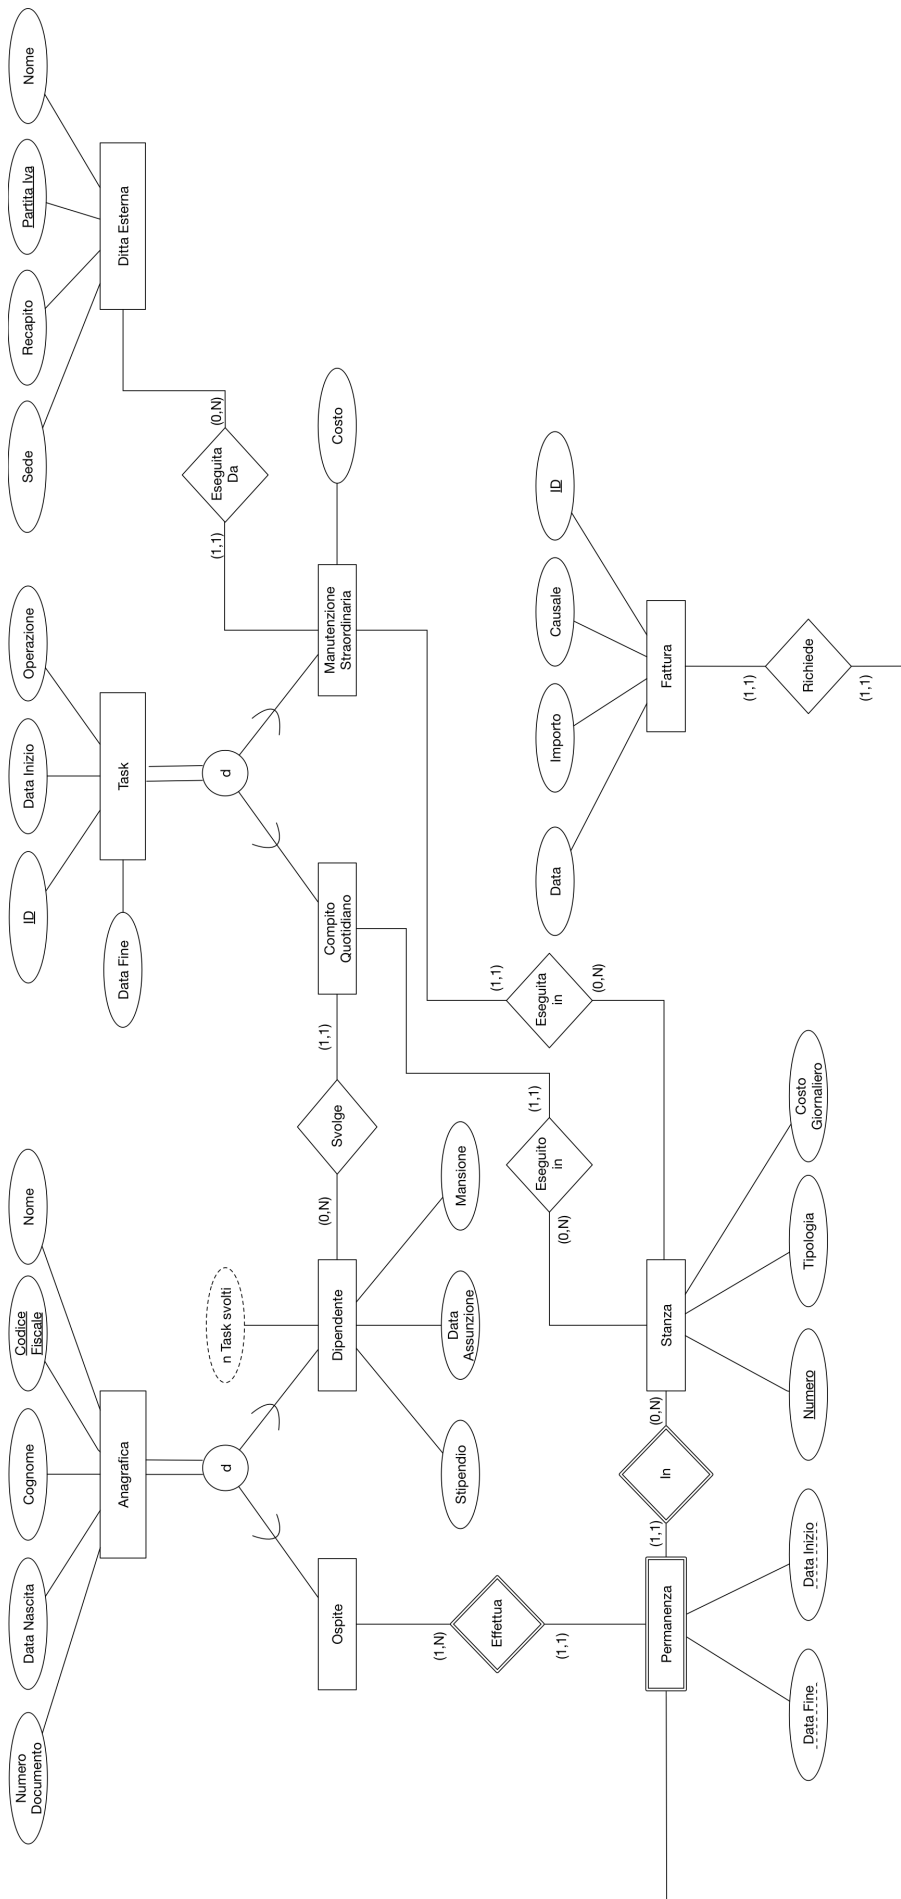 Numero
Documento
Data Nascita
Cognome
Codice
Fiscale
Nome
Anagrafica
d
Ospite
Dipendente
n Task svolti
Stipendio
Data
Assunzione
Mansione
(0,N)
Svolge
(1,1)
ID
Data Inizio
Operazione
Data Fine
Task
d
Compito
Quotidiano
Manutenzione
Straordinaria
Costo
(1,1)
Eseguita
Da
(0,N)
Sede
Recapito
Partita Iva
Nome
Ditta Esterna
(1,N)
Effettua
(1,1)
Permanenza
Data Fine
Data Inizio
(1,1)
In
(0,N)
Stanza
Numero
Tipologia
Costo
Giornaliero
(0,N)
Eseguito
in
(1,1)
(1,1)
Eseguita
in
(0,N)
Data
Importo
Causale
ID
Fattura
(1,1)
Richiede
(1,1)